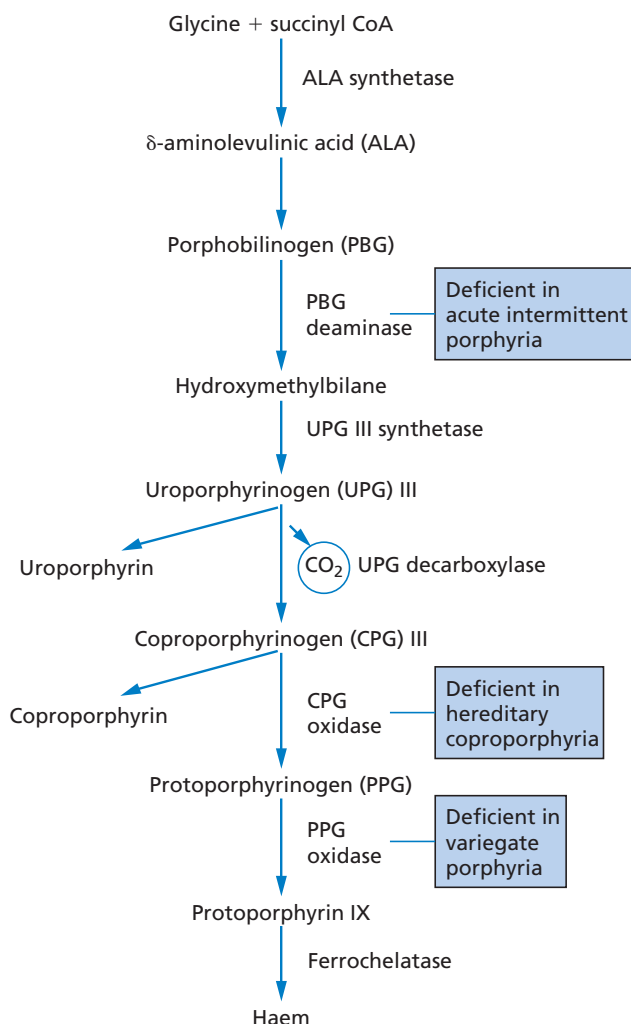 Glycine + succinyl CoA
ALA synthetase
δ-aminolevulinic acid (ALA)
Porphobilinogen (PBG)
PBG
deaminase
Deficient in
acute intermittent
porphyria
Hydroxymethylbilane
UPG III synthetase
Uroporphyrinogen (UPG) III
Uroporphyrin
CO₂
UPG decarboxylase
Coproporphyrinogen (CPG) III
Coproporphyrin
CPG
oxidase
Deficient in
hereditary
coproporphyria
Protoporphyrinogen (PPG)
PPG
oxidase
Deficient in
variegate
porphyria
Protoporphyrin IX
Ferrochelatase
Haem